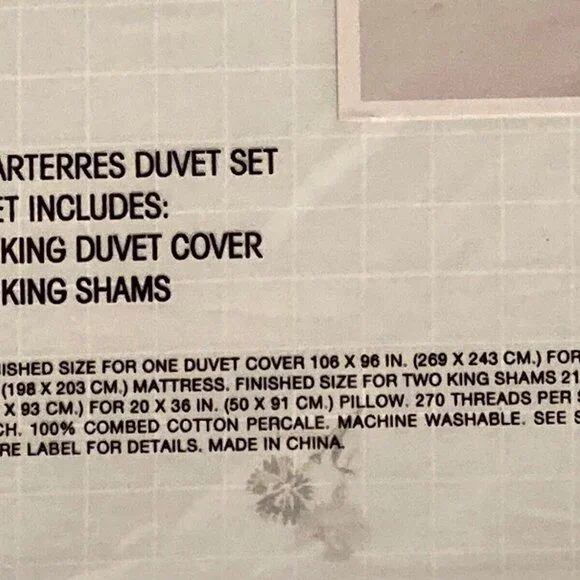 ARTERRES DUVET SET
ET INCLUDES:
KING DUVET COVER
KING SHAMS
NISHED SIZE FOR ONE DUVET COVER 106 X 96 IN. (269 X 243 CM.) FOR
(198 X 203 CM.) MATTRESS. FINISHED SIZE FOR TWO KING SHAMS 21
X 93 CM.) FOR 20 X 36 IN. (50 X 91 CM.) PILLOW. 270 THREADS PER S
CH. 100% COMBED COTTON PERCALE. MACHINE WASHABLE. SEE S
RE LABEL FOR DETAILS. MADE IN CHINA.